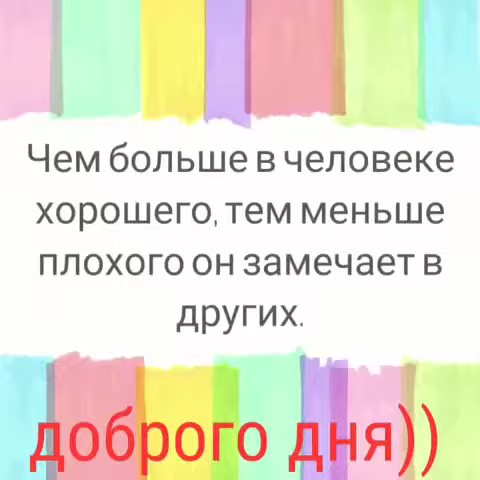 Чем больше в человеке
хорошего, тем меньше
плохого он замечает в
других.
доброго дня))